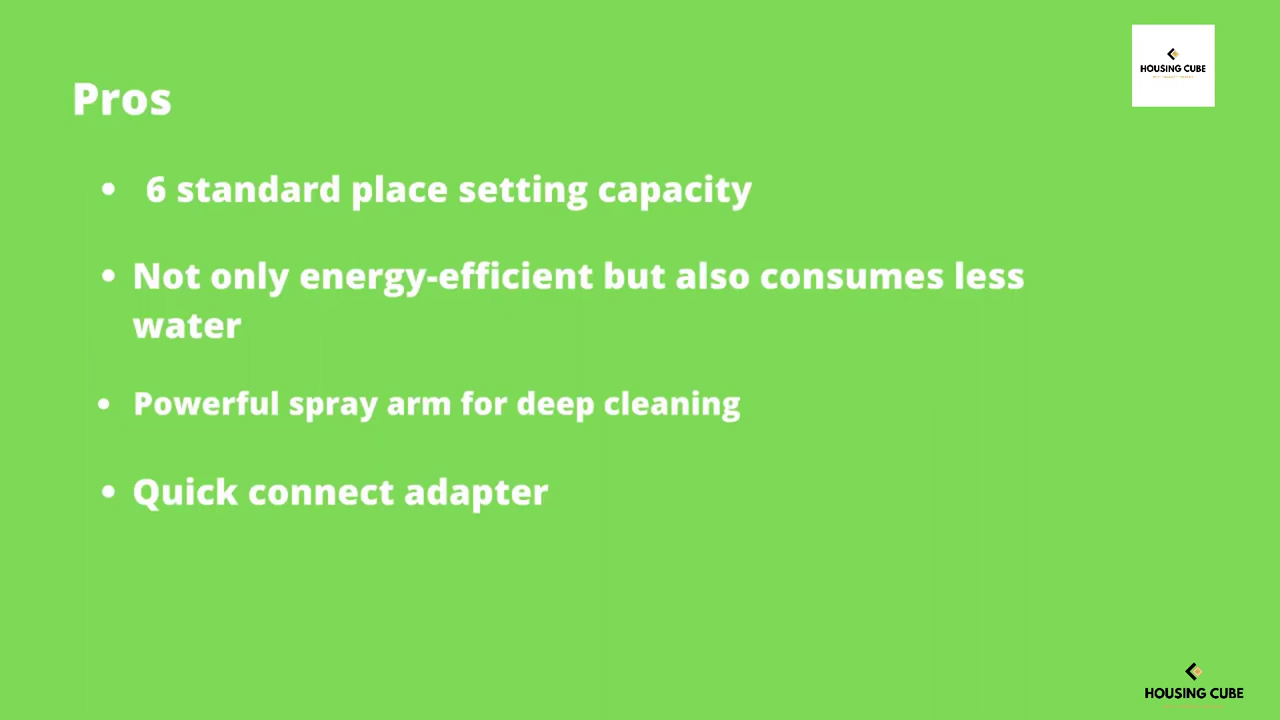 HOUSING CUBE
Pros
• 6 standard place setting capacity
• Not only energy-efficient but also consumes less
water
• Powerful spray arm for deep cleaning
• Quick connect adapter
HOUSING CUBE